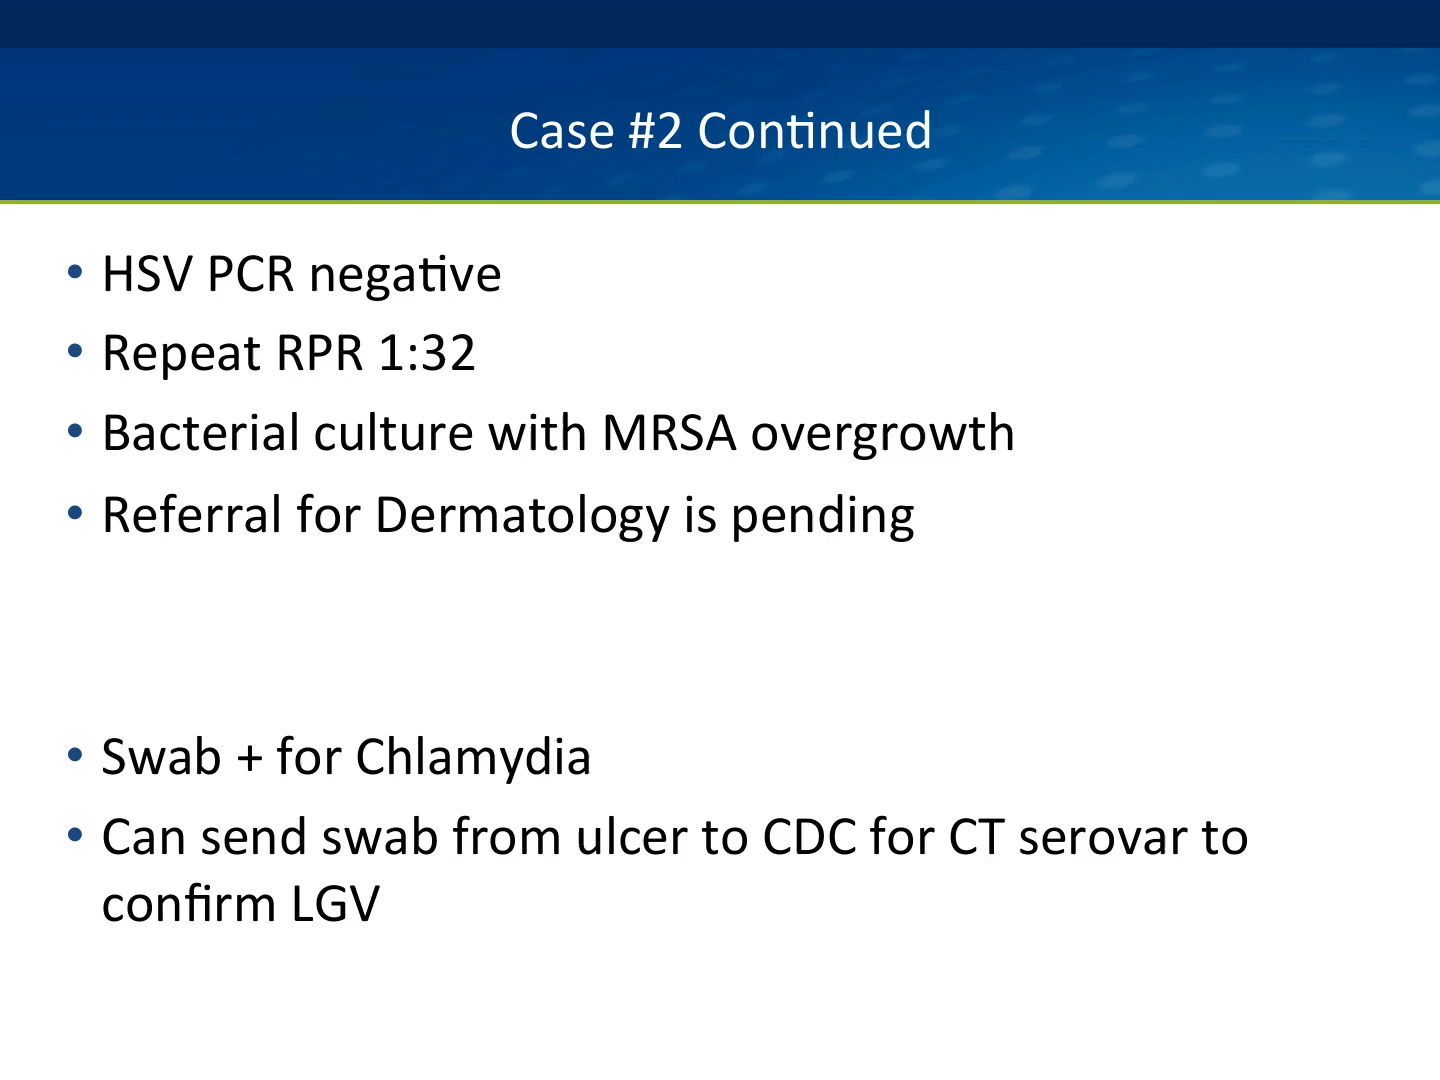 Case #2 Continued
• HSV PCR negative
• Repeat RPR 1:32
• Bacterial culture with MRSA overgrowth
• Referral for Dermatology is pending
• Swab + for Chlamydia
• Can send swab from ulcer to CDC for CT serovar to
confirm LGV